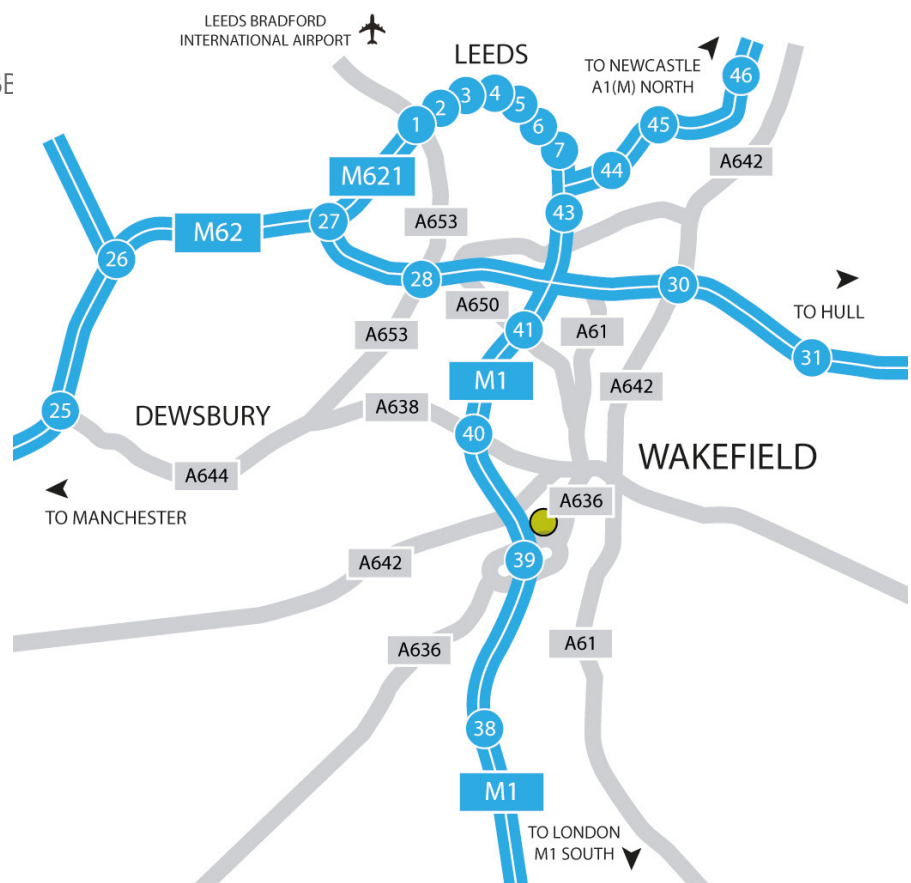 LEEDS BRADFORD
INTERNATIONAL AIRPORT
LEEDS
TO NEWCASTLE
A1(M) NORTH
46
3
4
2
5
1
6
45
7
44
A642
M621
43
A653
27
M62
26
28
30
TO HULL
A650
A653
41
A61
31
M1
A642
25
DEWSBURY
A638
40
WAKEFIELD
A644
A636
TO MANCHESTER
A642
39
A636
A61
38
M1
TO LONDON
M1 SOUTH